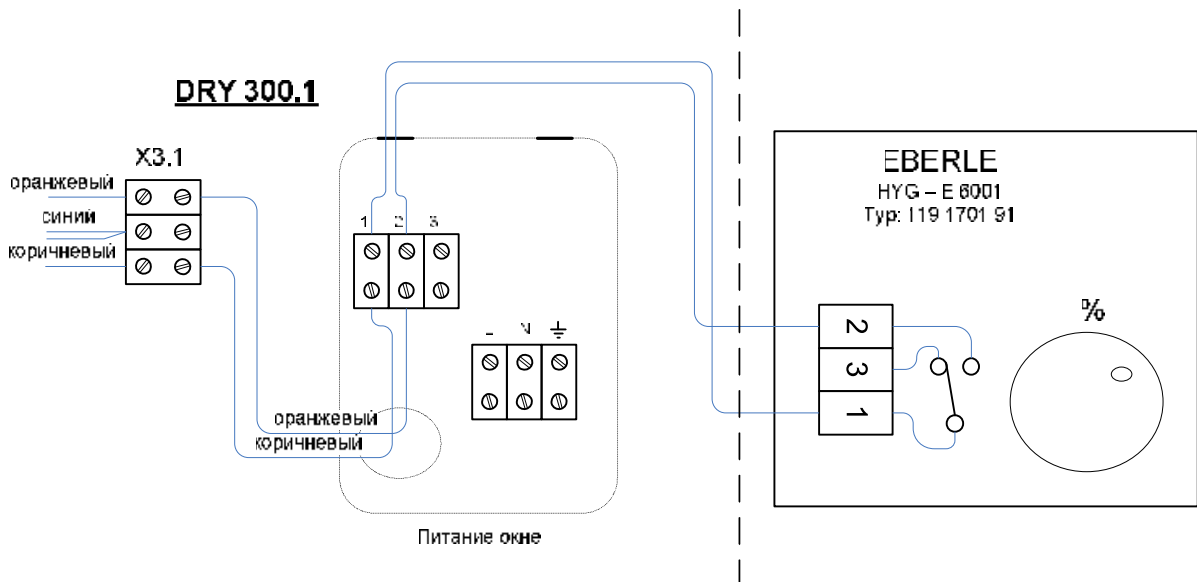 DRY 300.1
X3.1
оранжевый
синий
коричневый
1 2 3
N
оранжевый
коричневый
Питание окне
EBERLE
HYG – E 6001
Typ: 119 1701 91
%
2
3
1